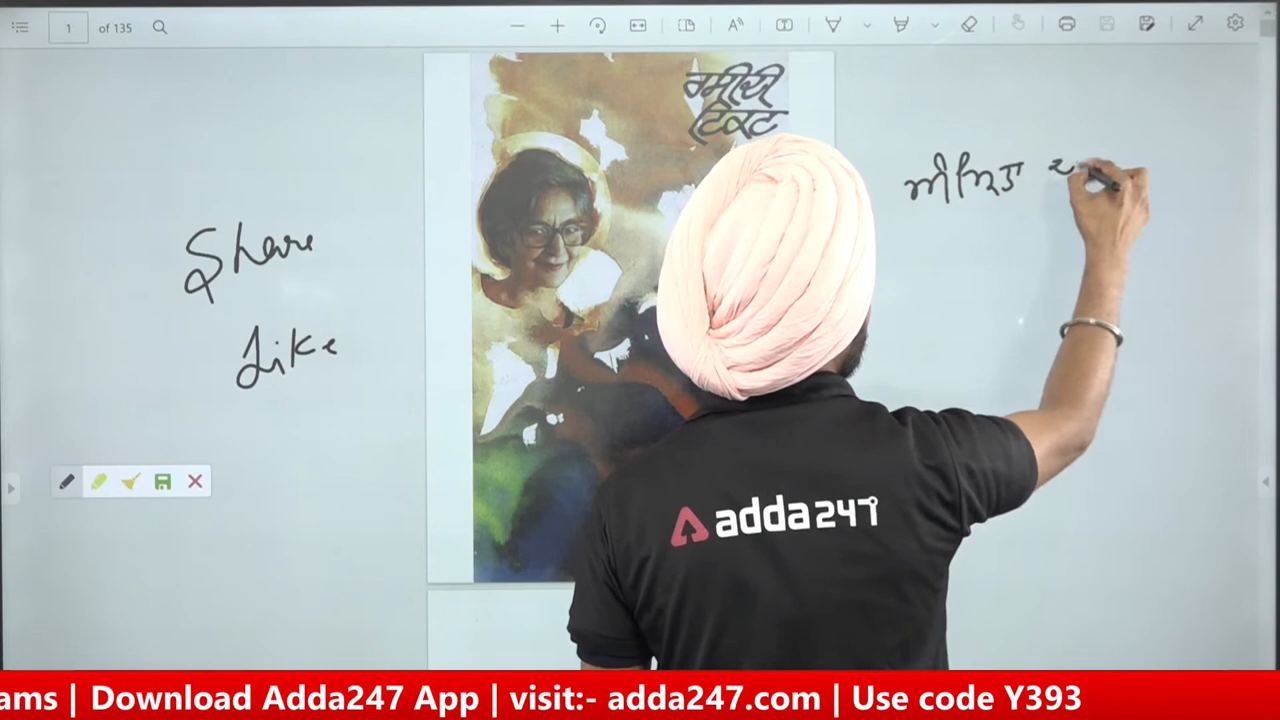 1 of 135
ਰਸੀਦੀ
ਟਿਕਟ
ਅੰਮ੍ਰਿਤਾ
Share
Like
adda247
ams | Download Adda247 App | visit:- adda247.com | Use code Y393